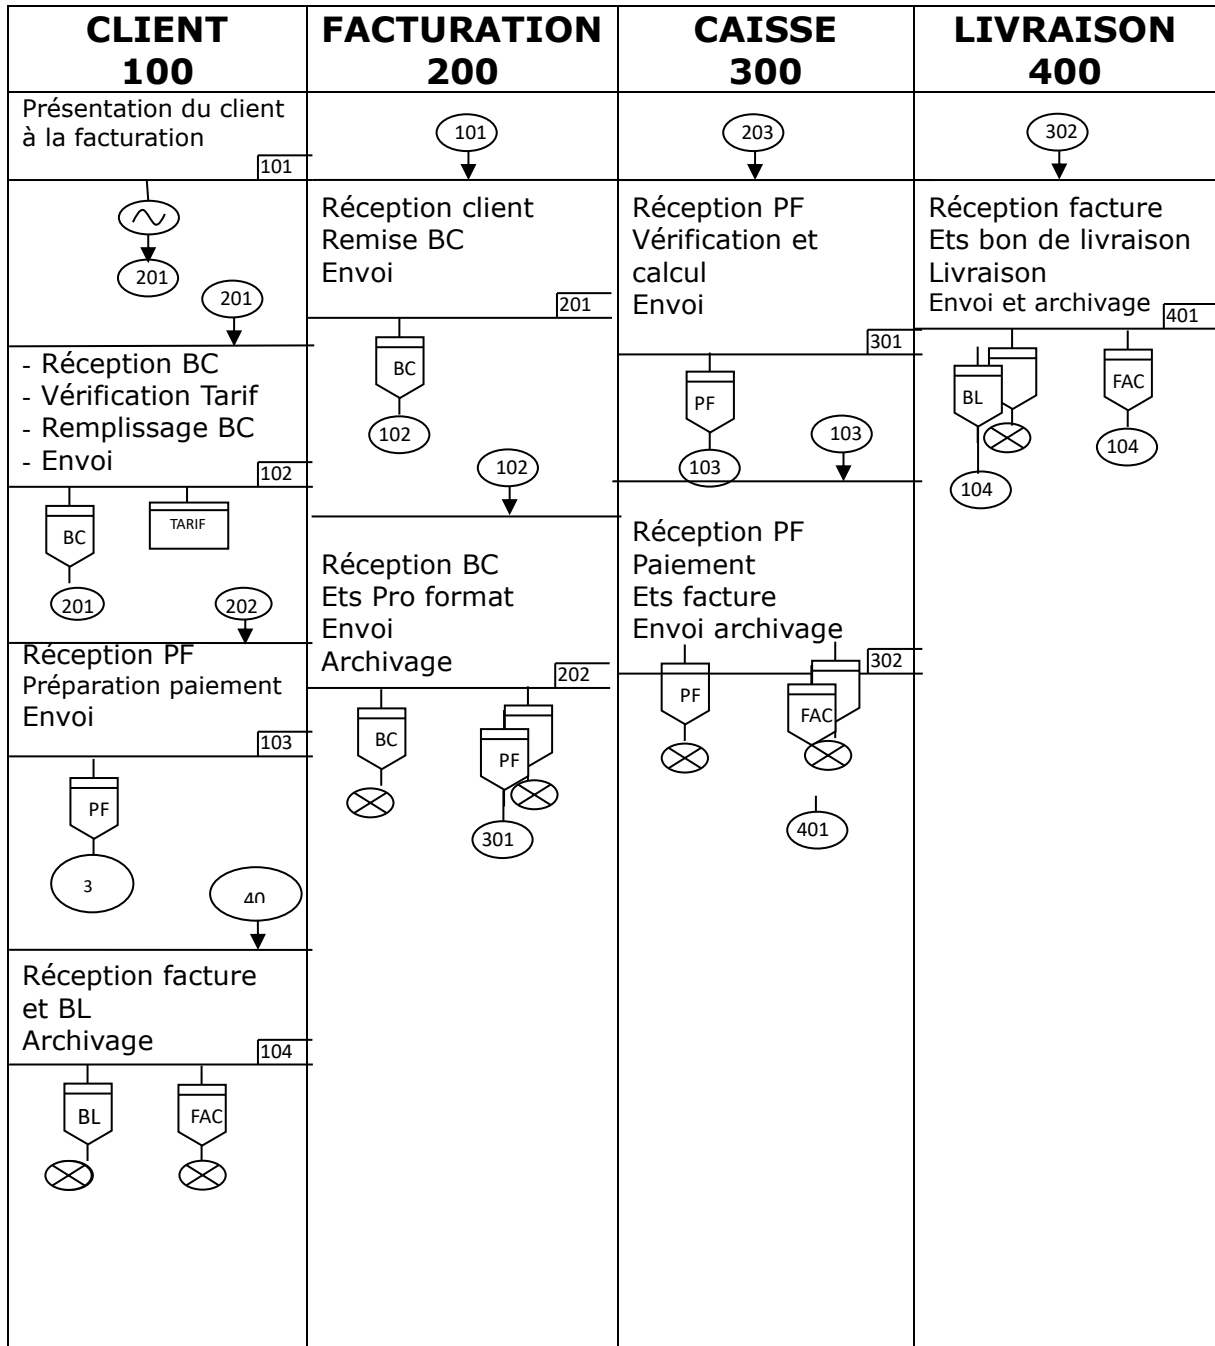 CLIENT
100
FACTURATION
200
CAISSE
300
LIVRAISON
400
Présentation du client
à la facturation
101
201
201
- Réception BC
- Vérification Tarif
- Remplissage BC
- Envoi
102
BC
TARIF
201
202
Réception PF
Préparation paiement
Envoi
103
PF
3
40
Réception facture
et BL
Archivage
104
BL
FAC
101
Réception client
Remise BC
Envoi
201
BC
102
102
Réception BC
Ets Pro format
Envoi
Archivage
202
BC
PF
301
203
Réception PF
Vérification et
calcul
Envoi
301
PF
103
103
Réception PF
Paiement
Ets facture
Envoi archivage
302
PF
FAC
401
302
Réception facture
Ets bon de livraison
Livraison
Envoi et archivage
401
BL
FAC
104
104